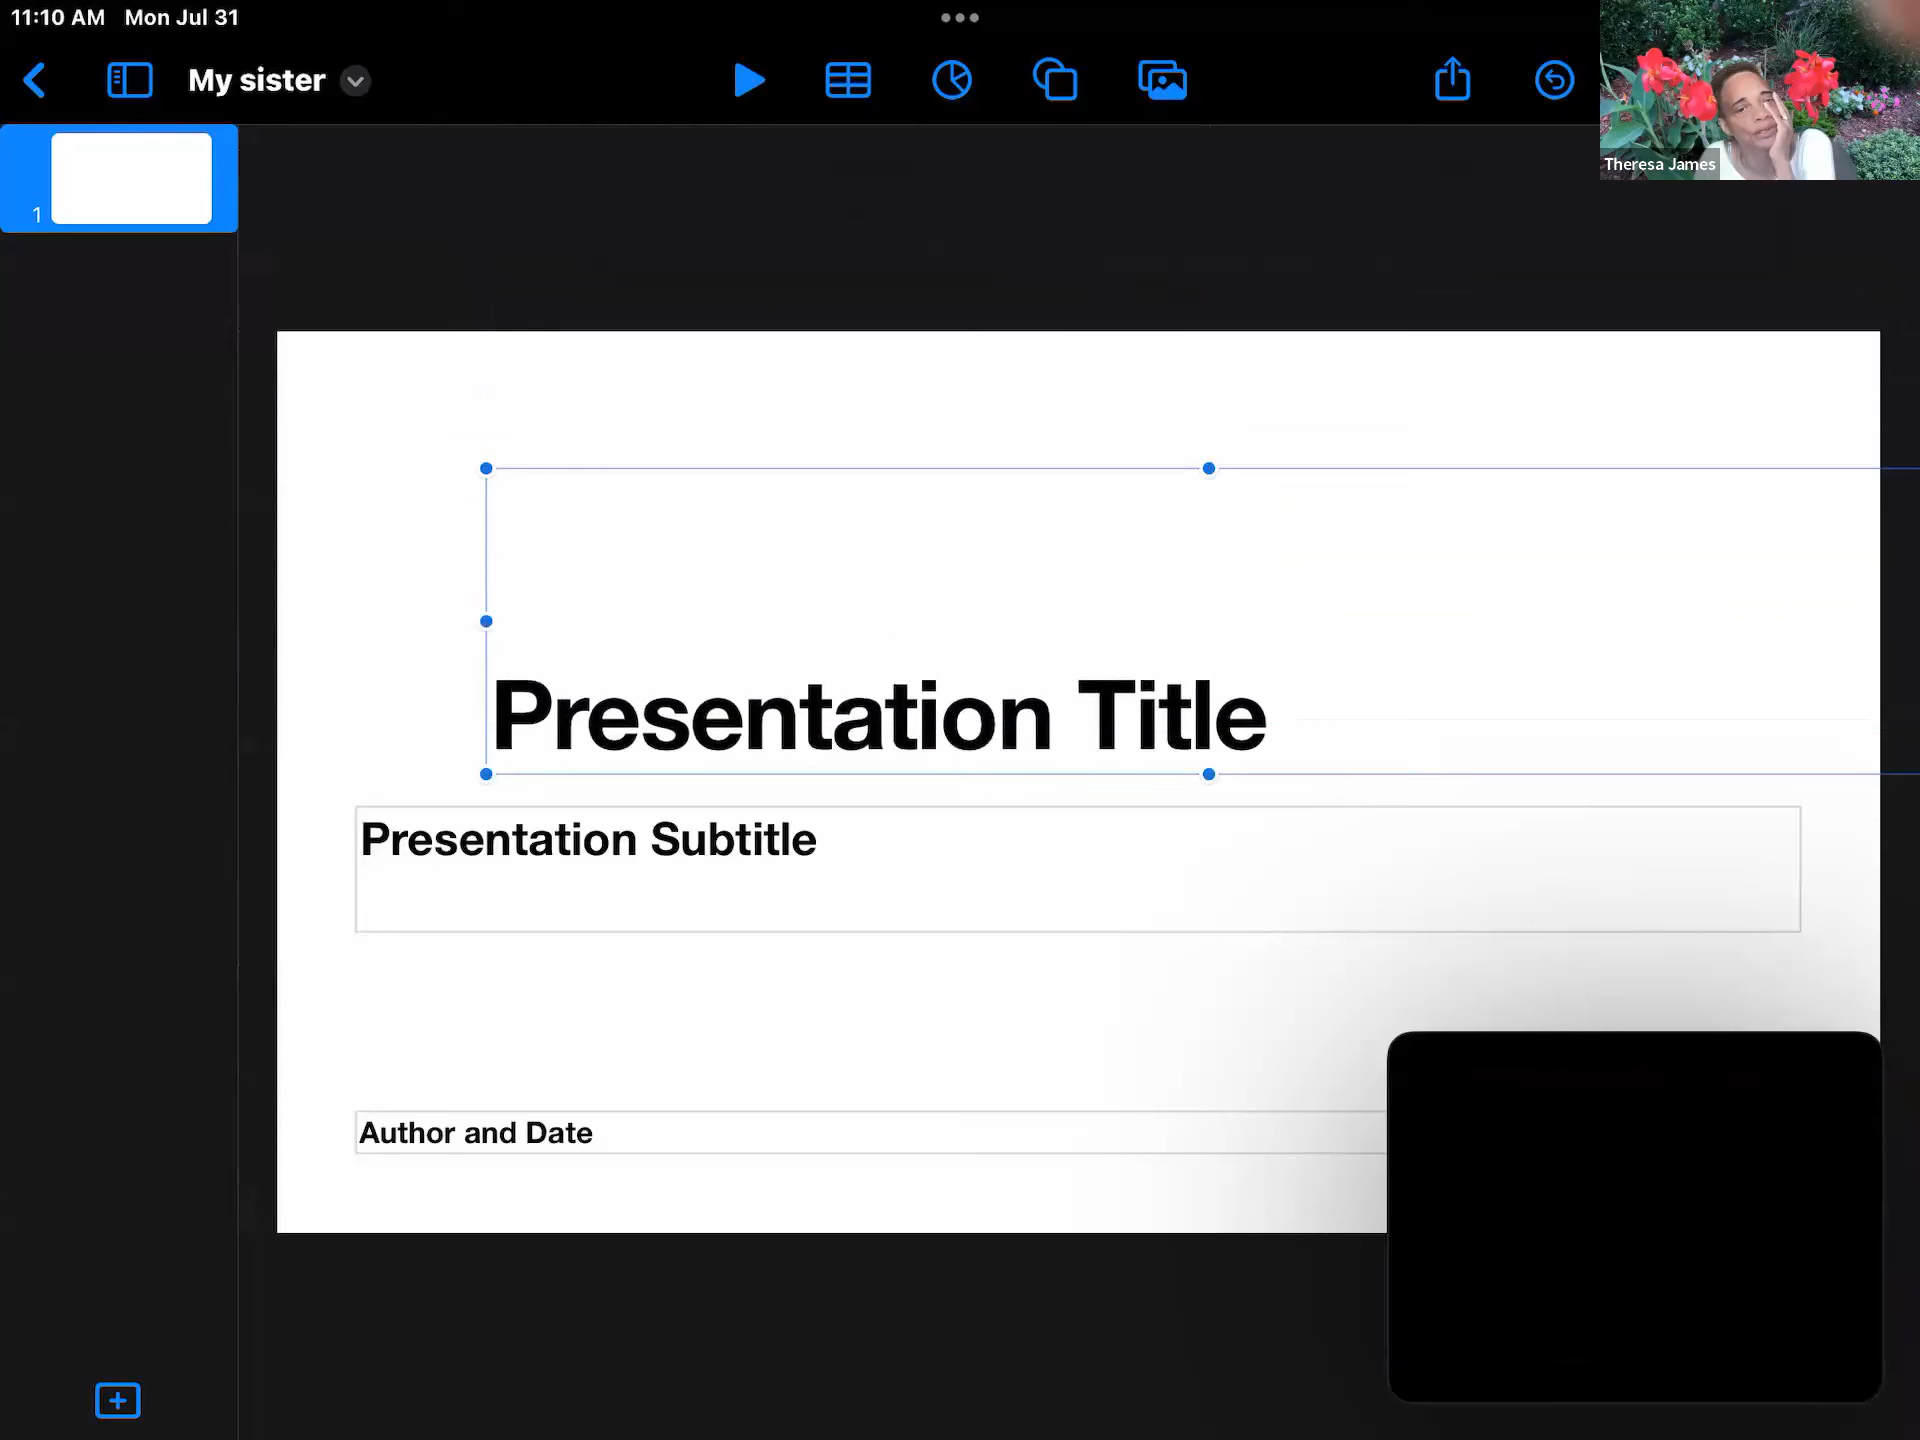 11:10 AM Mon Jul 31
My sister
Theresa James
1
Presentation Title
Presentation Subtitle
Author and Date